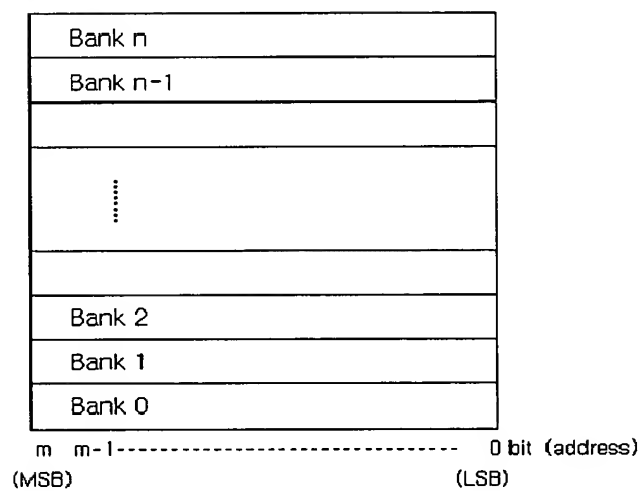 Bank n
Bank n-1
Bank 2
Bank 1
Bank 0
m m-1---------------------------------- 0 bit (address)
(MSB) (LSB)